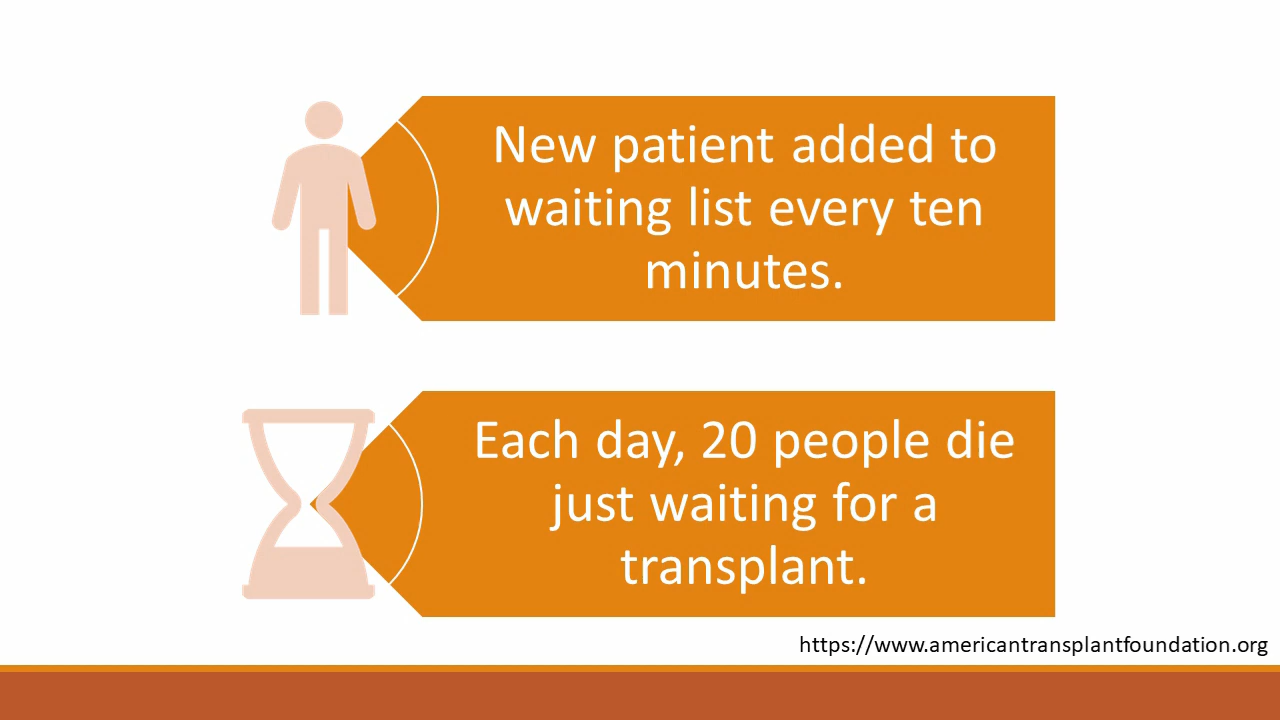 New patient added to
waiting list every ten
minutes.
Each day, 20 people die
just waiting for a
transplant.
https://www.americantransplantfoundation.org